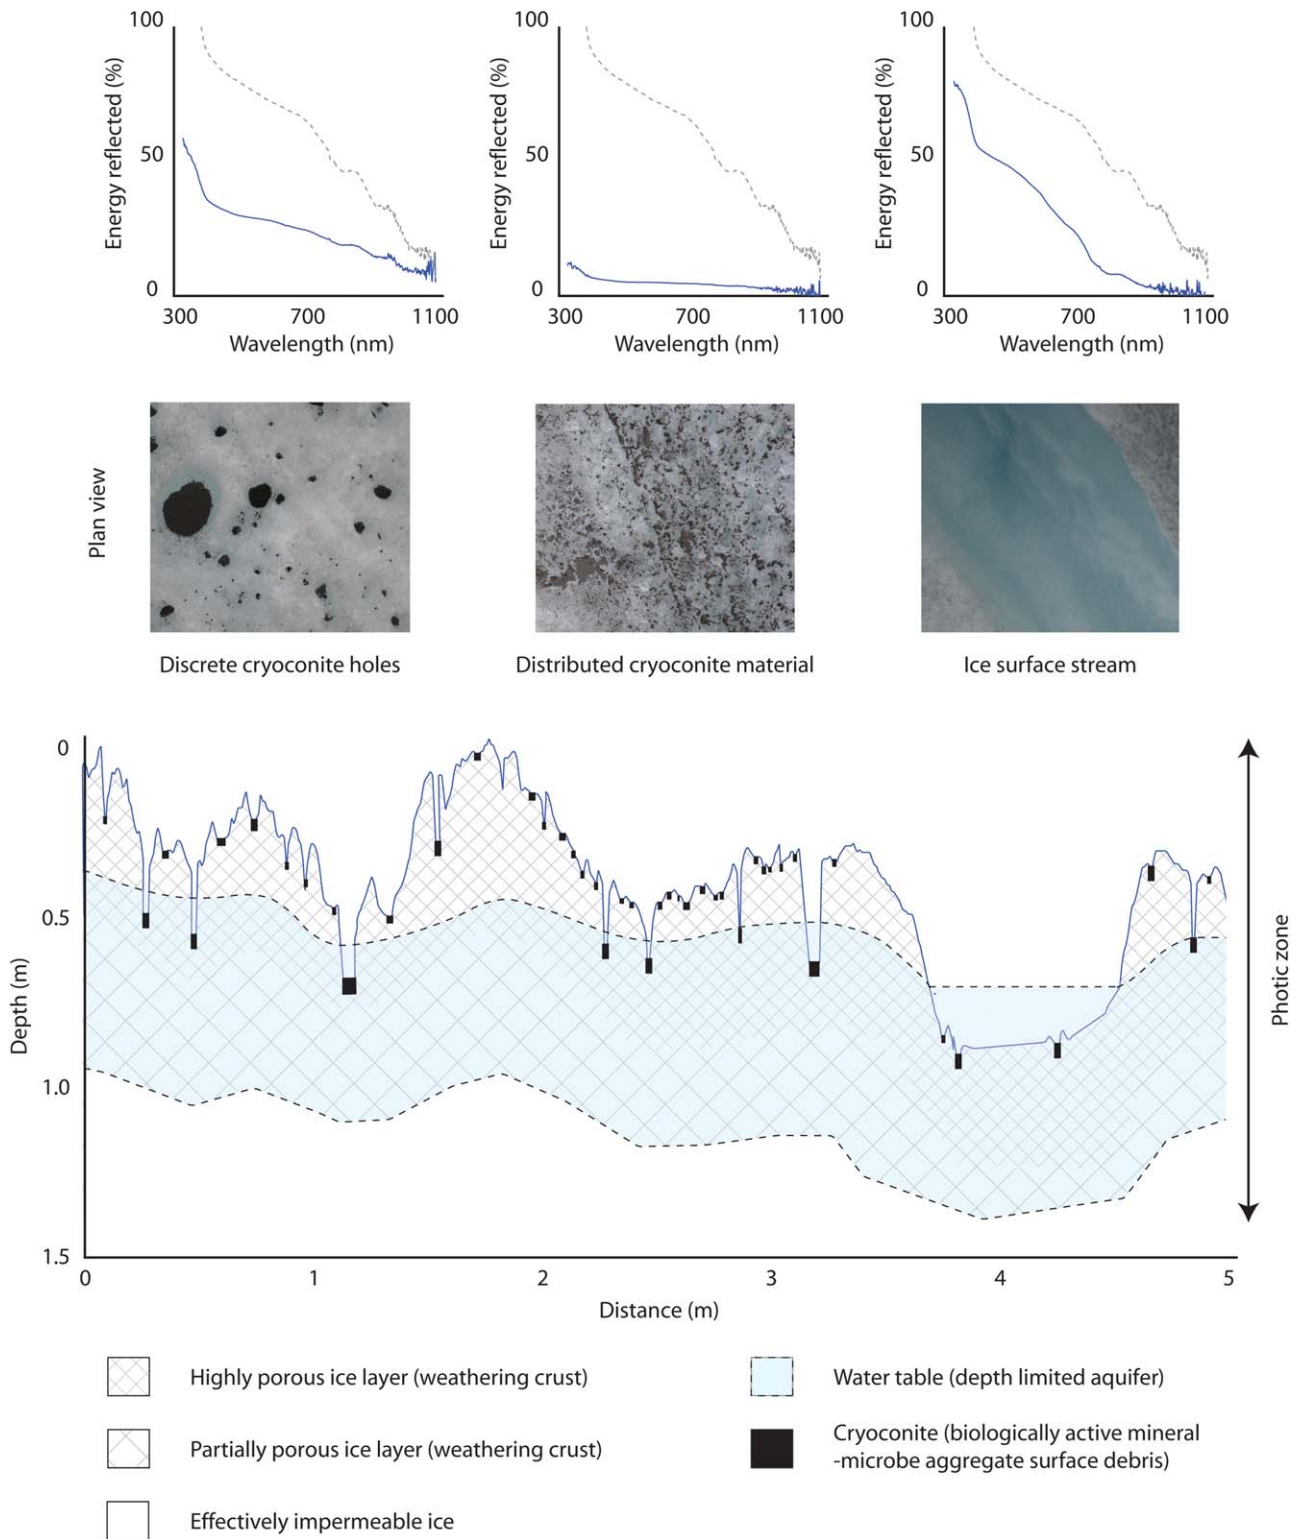 100
50
0
Energy reflected (%)
300 700 1100
Wavelength (nm)
100
50
0
Energy reflected (%)
300 700 1100
Wavelength (nm)
100
50
0
Energy reflected (%)
300 700 1100
Wavelength (nm)
Plan view
Discrete cryoconite holes
Distributed cryoconite material
Ice surface stream
0
0.5
1.0
1.5
Depth (m)
Photic zone
0 1 2 3 4 5
Distance (m)
Highly porous ice layer (weathering crust)
Partially porous ice layer (weathering crust)
Effectively impermeable ice
Water table (depth limited aquifer)
Cryoconite (biologically active mineral
-microbe aggregate surface debris)